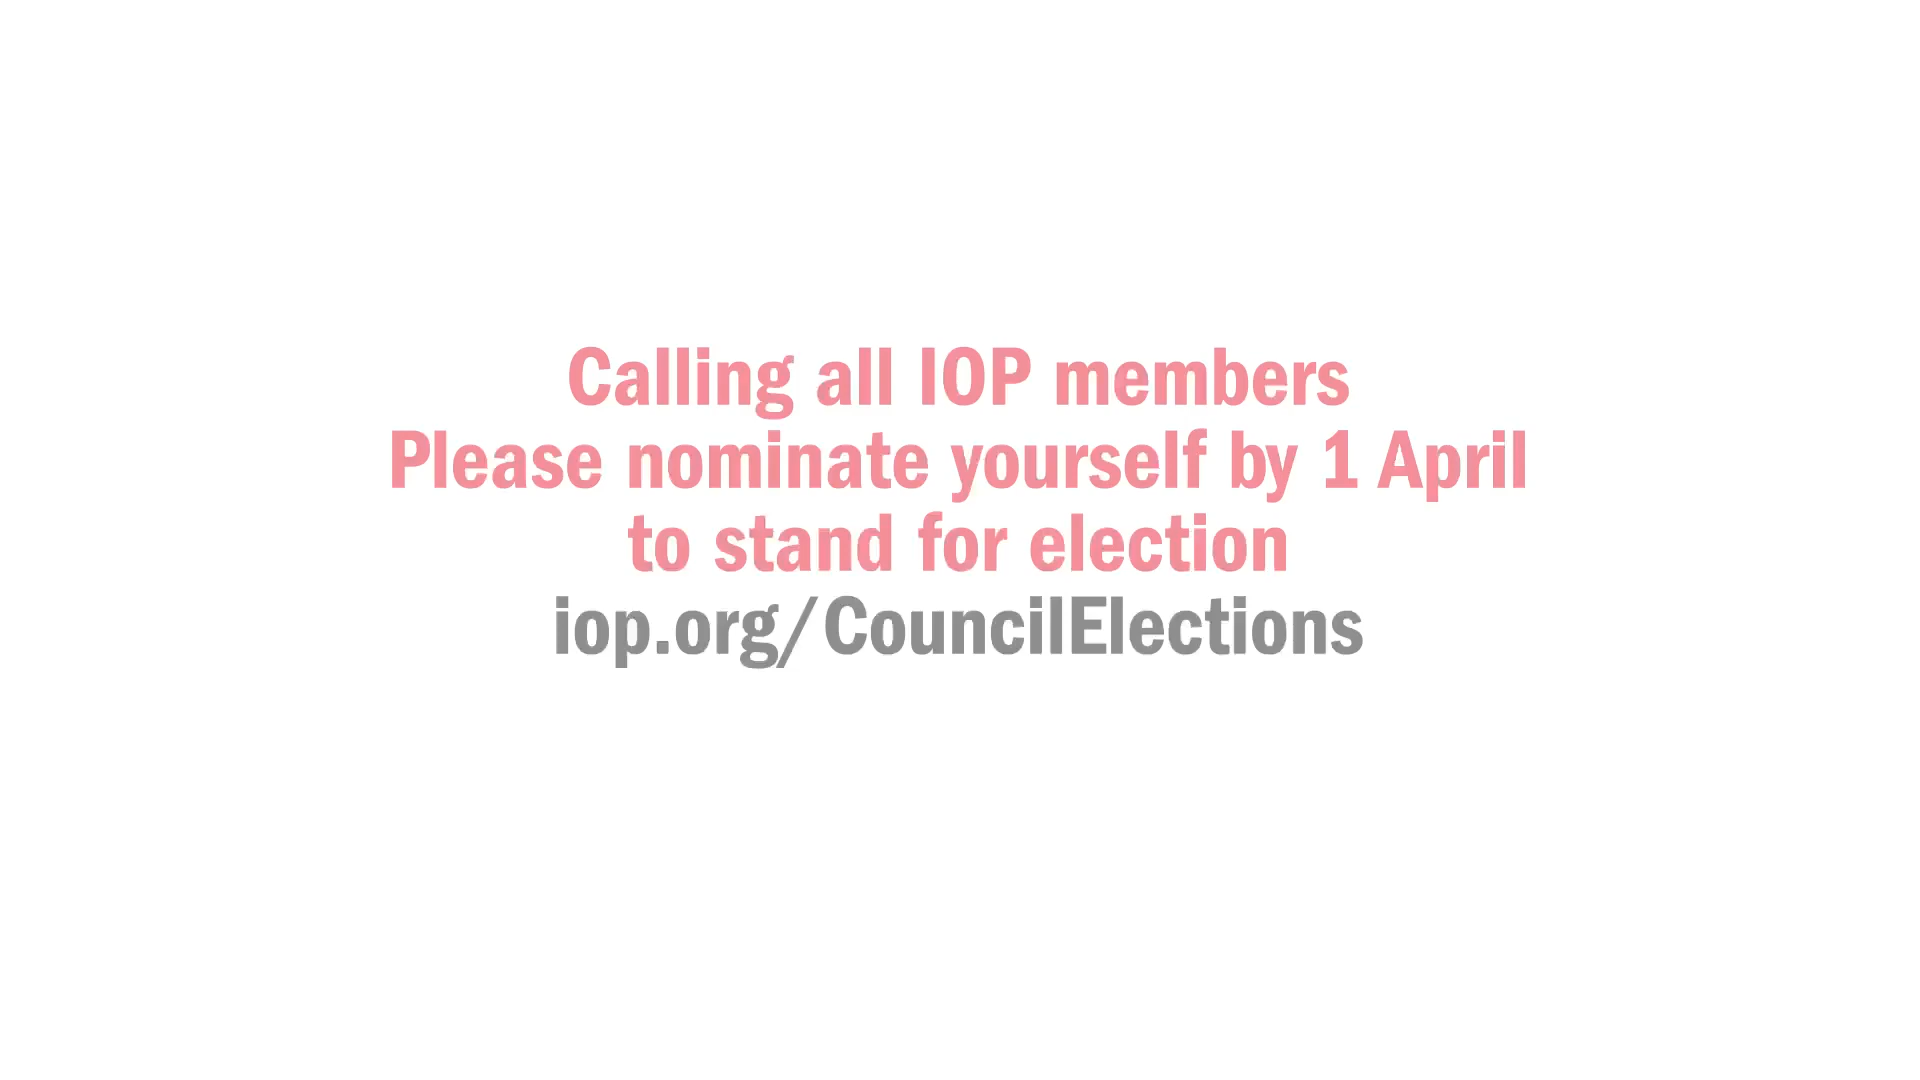 Calling all IOP members
Please nominate yourself by 1 April
to stand for election
iop.org/CouncilElections